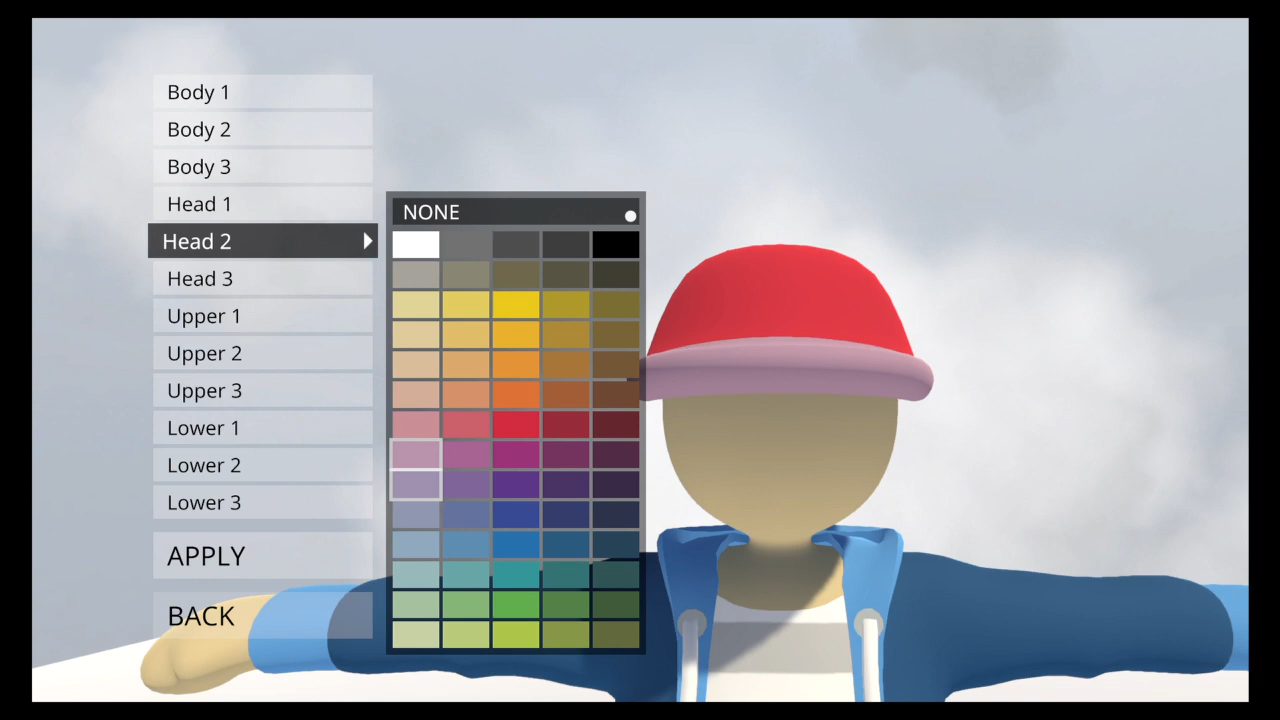 Body 1
Body 2
Body 3
Head 1
Head 2
Head 3
Upper 1
Upper 2
Upper 3
Lower 1
Lower 2
Lower 3
APPLY
BACK
NONE